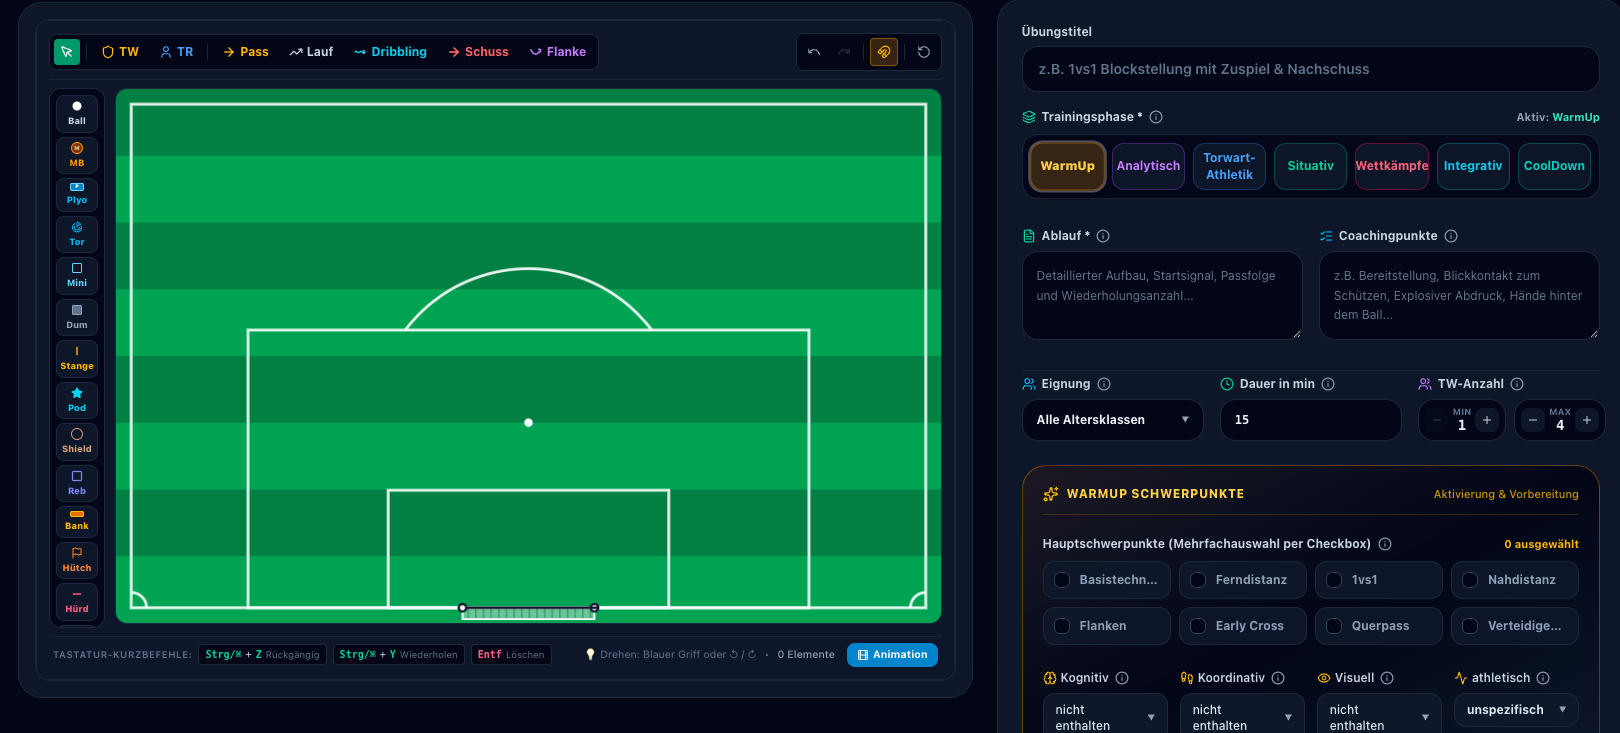 TW TR Pass Lauf Dribbling Schuss Flanke
Ball
M
MB
P
Plyo
Tor
Mini
Dum
Stange
Pod
Shield
Reb
Bank
Hütch
Hürd
TASTATUR-KURZBEFEHLE: Strg/⌘ + Z Rückgängig Strg/⌘ + Y Wiederholen Entf Löschen Drehen: Blauer Griff oder ↺ / ↻ · 0 Elemente Animation
Übungstitel
z.B. 1vs1 Blockstellung mit Zuspiel & Nachschuss
Trainingsphase * Aktiv: WarmUp
WarmUp
Analytisch
Torwart-
Athletik
Situativ
Wettkämpfe
Integrativ
CoolDown
Ablauf *
Detaillierter Aufbau, Startsignal, Passfolge
und Wiederholungsanzahl...
Coachingpunkte
z.B. Bereitstellung, Blickkontakt zum
Schützen, Explosiver Abdruck, Hände hinter
dem Ball...
Eignung
Alle Altersklassen
Dauer in min
15
TW-Anzahl
MIN
− 1 +
MAX
− 4 +
WARMUP SCHWERPUNKTE Aktivierung & Vorbereitung
Hauptschwerpunkte (Mehrfachauswahl per Checkbox) 0 ausgewählt
Basistechn... Ferndistanz 1vs1 Nahdistanz
Flanken Early Cross Querpass Verteidige...
Kognitiv
nicht
enthalten
Koordinativ
nicht
enthalten
Visuell
nicht
enthalten
athletisch
unspezifisch